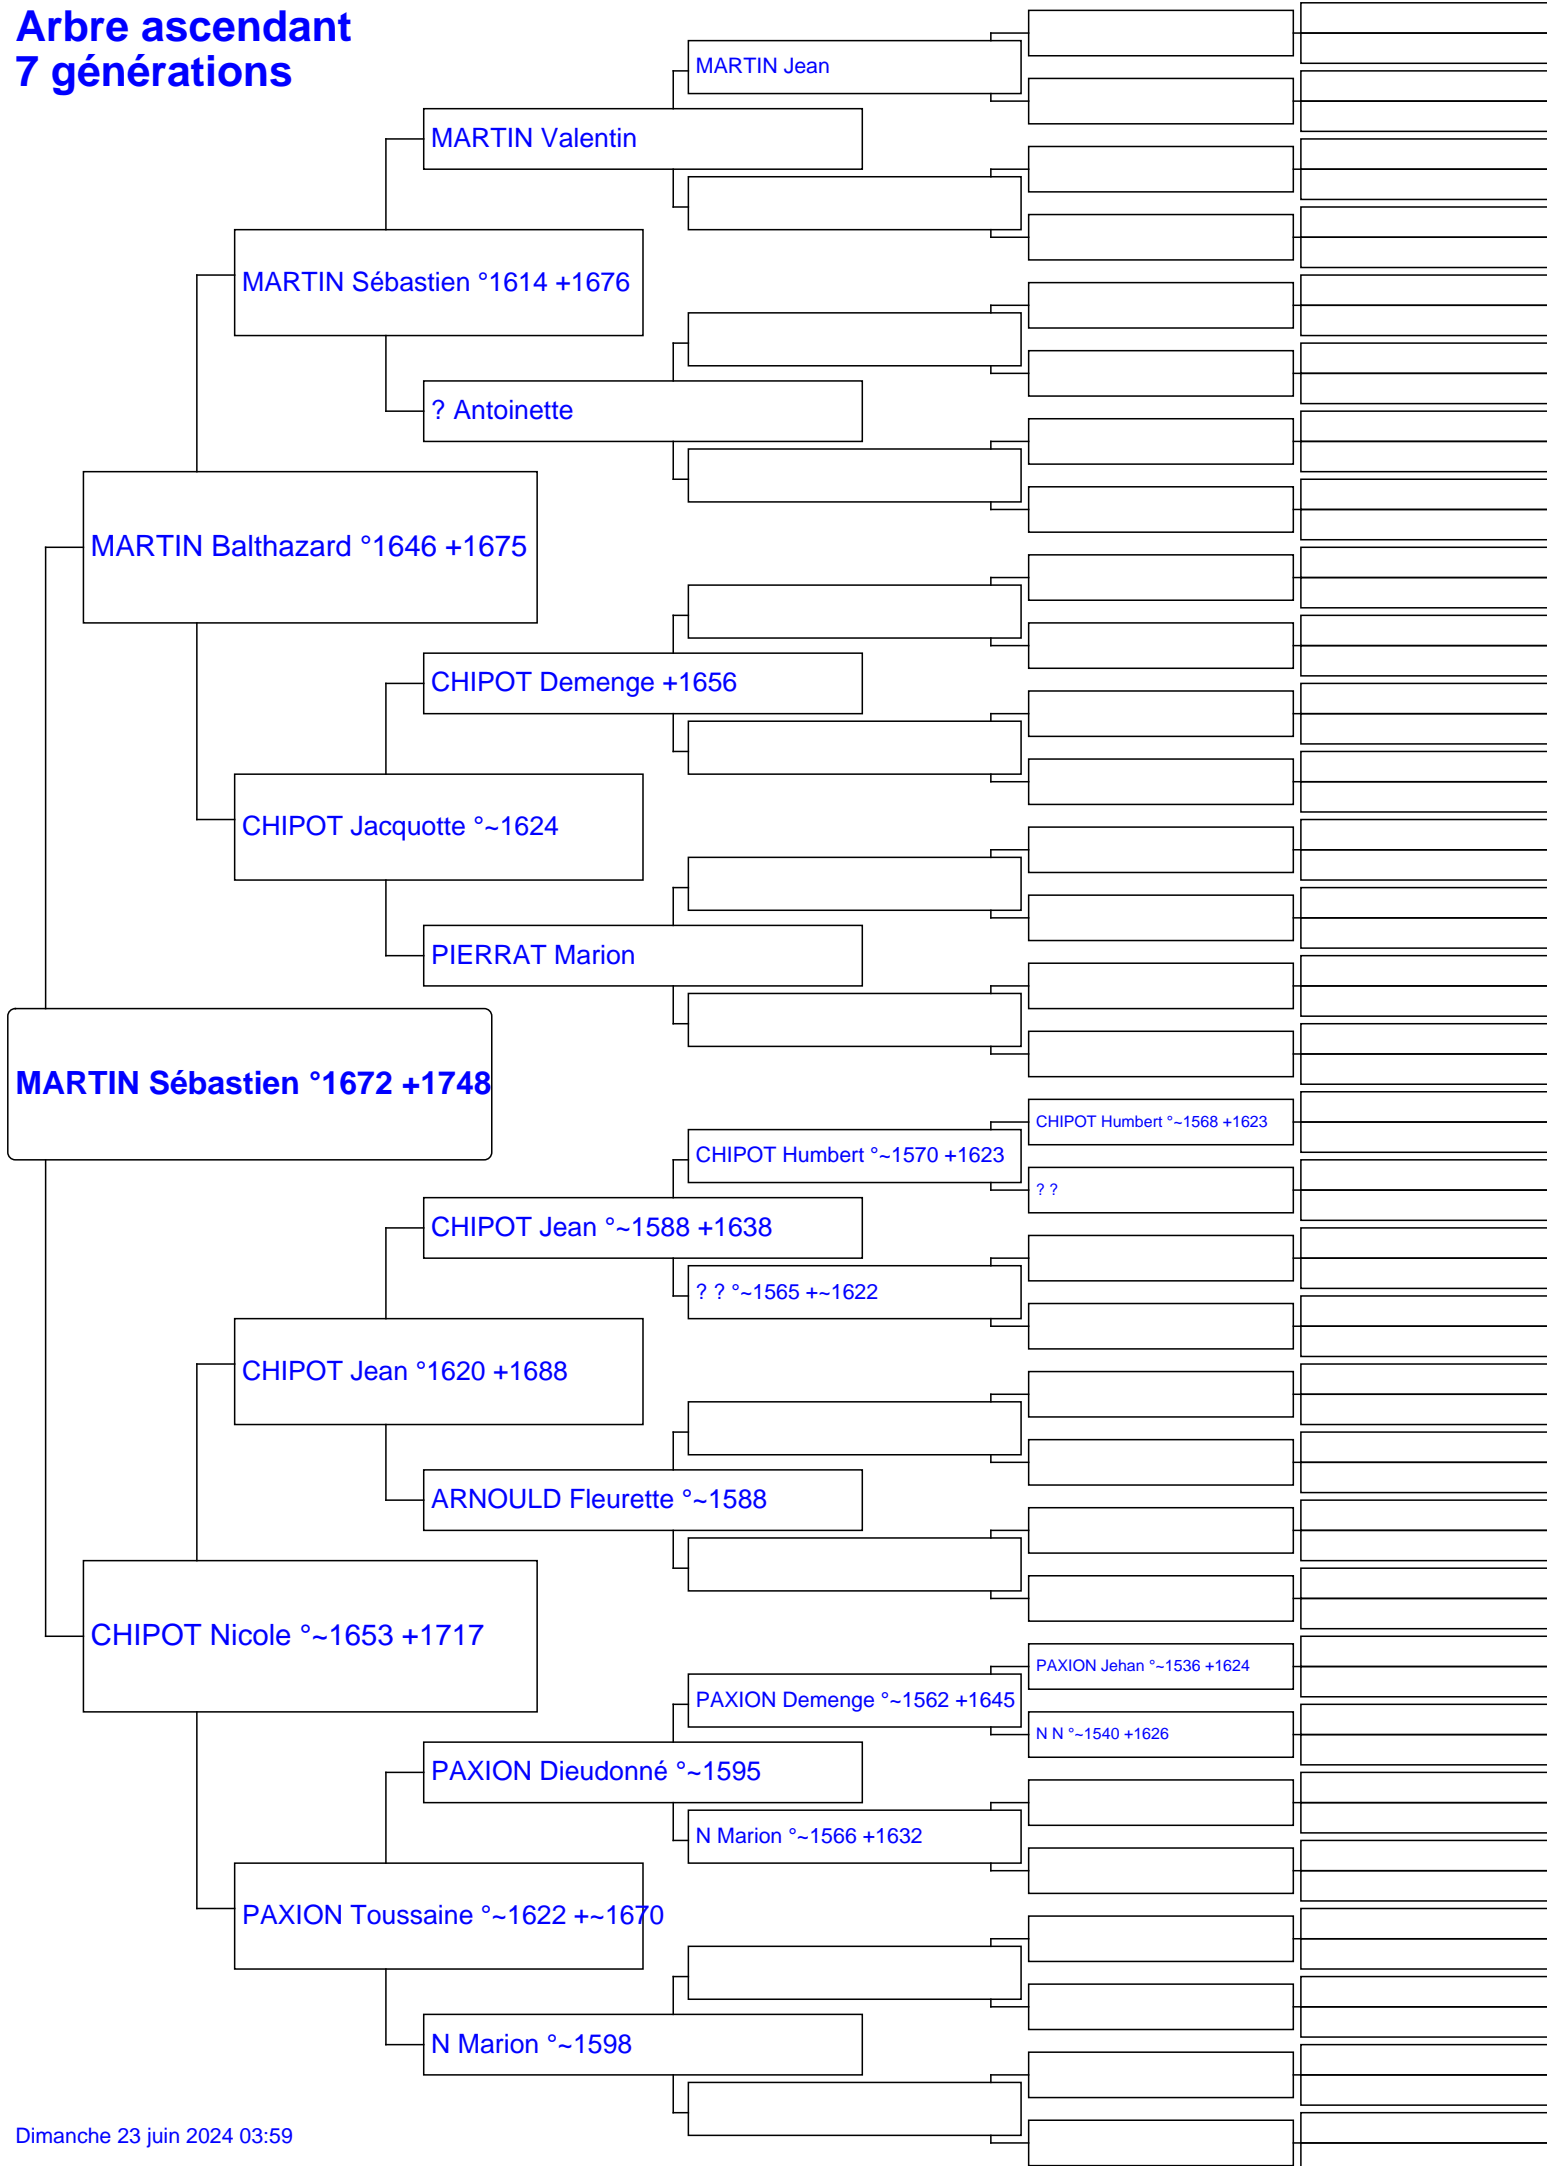 Arbre ascendant
7 générations
MARTIN Jean
MARTIN Valentin
MARTIN Sébastien °1614 +1676
? Antoinette
MARTIN Balthazard °1646 +1675
CHIPOT Demenge +1656
CHIPOT Jacquotte °~1624
PIERRAT Marion
MARTIN Sébastien °1672 +1748
CHIPOT Humbert °~1568 +1623
CHIPOT Humbert °~1570 +1623
? ?
CHIPOT Jean °~1588 +1638
? ? °~1565 +~1622
CHIPOT Jean °1620 +1688
ARNOULD Fleurette °~1588
CHIPOT Nicole °~1653 +1717
PAXION Jehan °~1536 +1624
PAXION Demenge °~1562 +1645
N N °~1540 +1626
PAXION Dieudonné °~1595
N Marion °~1566 +1632
PAXION Toussaine °~1622 +~1670
N Marion °~1598
Dimanche 23 juin 2024 03:59